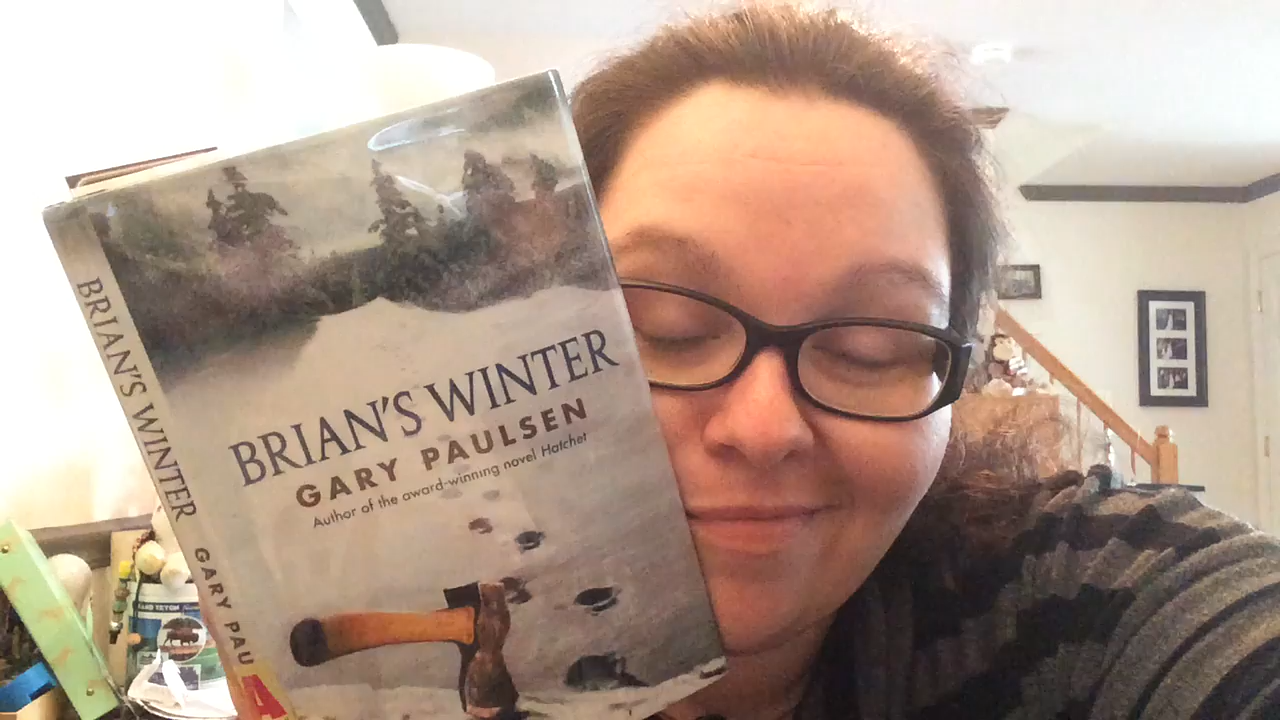 BRIAN'S WINTER
GARY PAULSEN
Author of the award-winning novel Hatchet
BRIAN'S WINTER GARY PAU
A